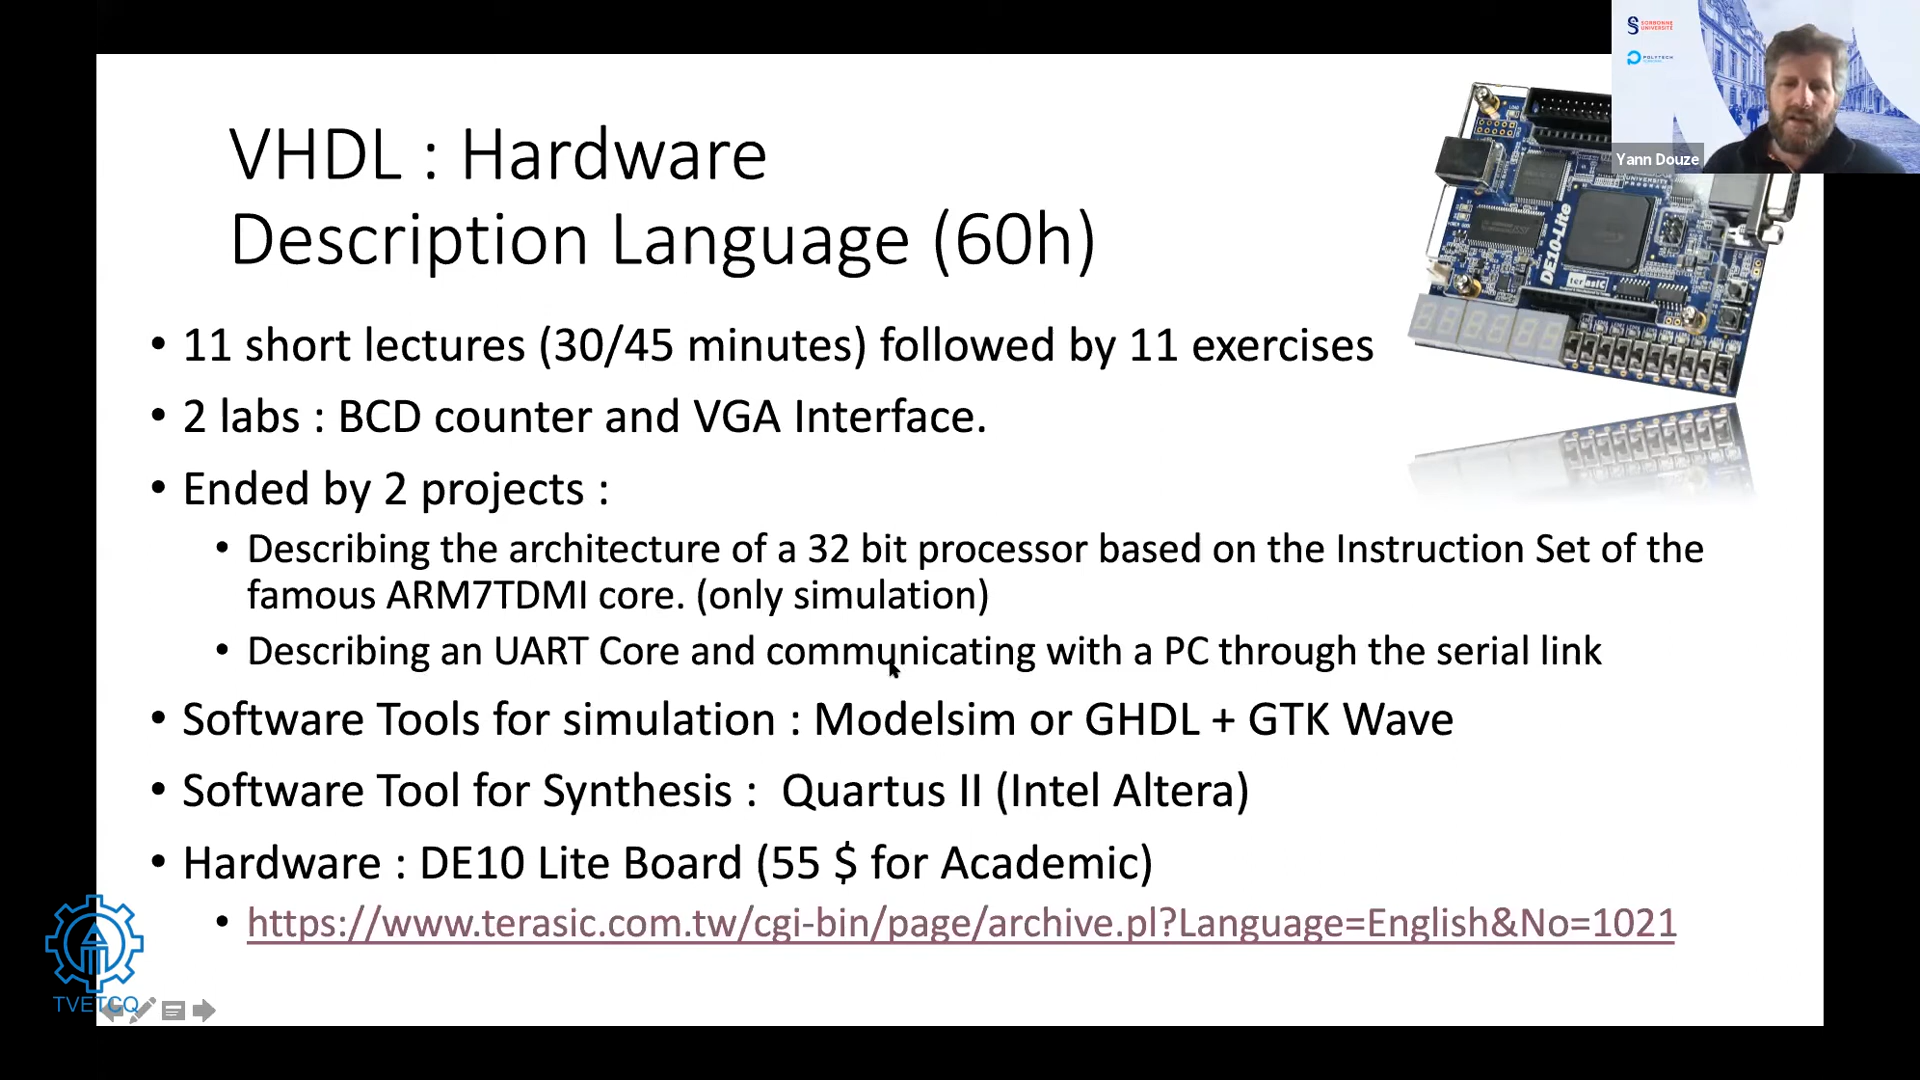 SORBONNE
UNIVERSITÉ
POLYTECH
Yann Douze
VHDL : Hardware
Description Language (60h)
DE10-Lite
terasic
• 11 short lectures (30/45 minutes) followed by 11 exercises
• 2 labs : BCD counter and VGA Interface.
• Ended by 2 projects :
• Describing the architecture of a 32 bit processor based on the Instruction Set of the
famous ARM7TDMI core. (only simulation)
• Describing an UART Core and communicating with a PC through the serial link
• Software Tools for simulation : Modelsim or GHDL + GTK Wave
• Software Tool for Synthesis :  Quartus II (Intel Altera)
• Hardware : DE10 Lite Board (55 $ for Academic)
• https://www.terasic.com.tw/cgi-bin/page/archive.pl?Language=English&No=1021
TVETCQ